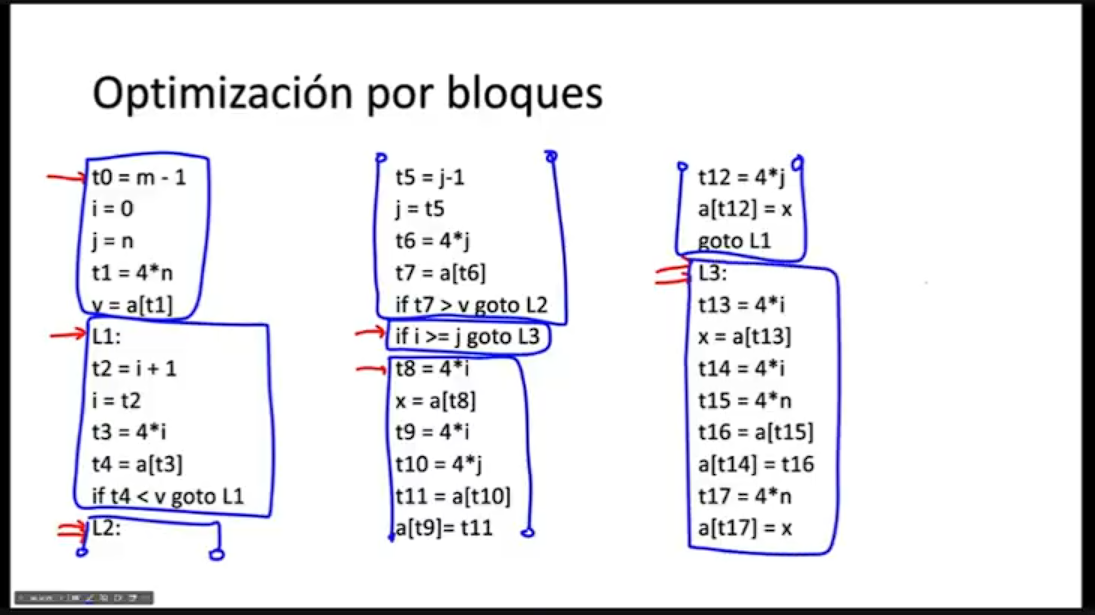 Optimización por bloques
t0 = m - 1
i = 0
j = n
t1 = 4*n
v = a[t1]
L1:
t2 = i + 1
i = t2
t3 = 4*i
t4 = a[t3]
if t4 < v goto L1
L2:
t5 = j-1
j = t5
t6 = 4*j
t7 = a[t6]
if t7 > v goto L2
if i >= j goto L3
t8 = 4*i
x = a[t8]
t9 = 4*i
t10 = 4*j
t11 = a[t10]
a[t9]= t11
t12 = 4*j
a[t12] = x
goto L1
L3:
t13 = 4*i
x = a[t13]
t14 = 4*i
t15 = 4*n
t16 = a[t15]
a[t14] = t16
t17 = 4*n
a[t17] = x